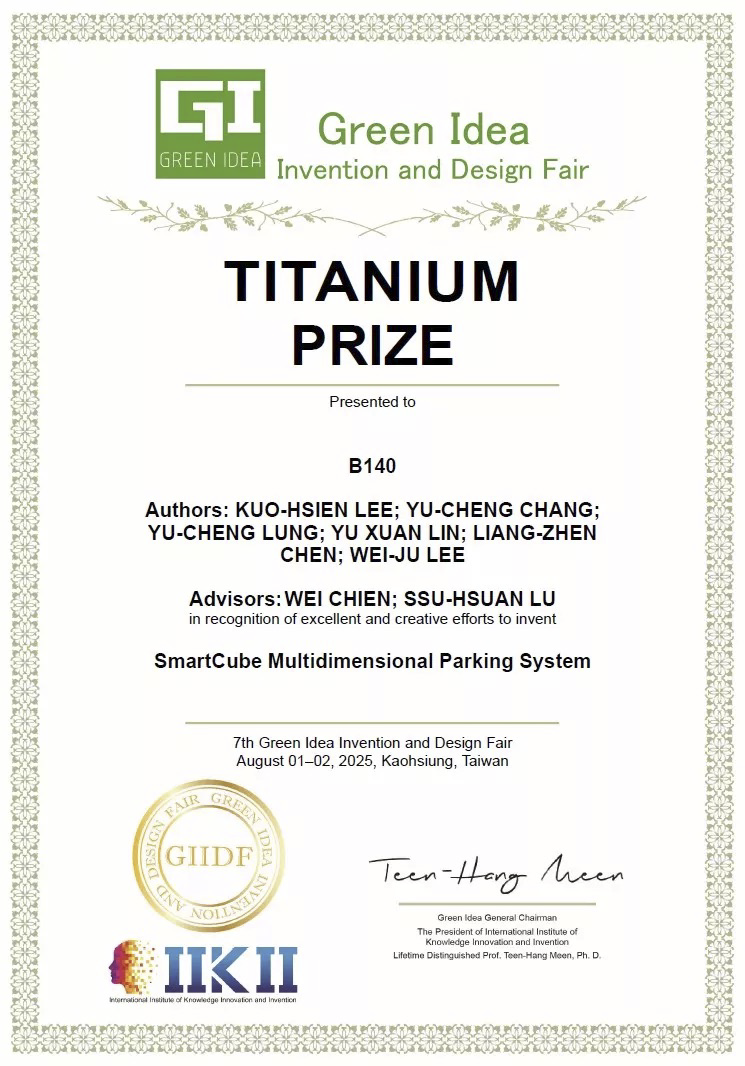 GI
GREEN IDEA
Green Idea
Invention and Design Fair
TITANIUM
PRIZE
Presented to
B140
Authors: KUO-HSIEN LEE; YU-CHENG CHANG;
YU-CHENG LUNG; YU XUAN LIN; LIANG-ZHEN
CHEN; WEI-JU LEE
Advisors: WEI CHIEN; SSU-HSUAN LU
in recognition of excellent and creative efforts to invent
SmartCube Multidimensional Parking System
7th Green Idea Invention and Design Fair
August 01–02, 2025, Kaohsiung, Taiwan
GREEN IDEA INVENTION AND DESIGN FAIR
GIIDF
Teen-Hang Meen
Green Idea General Chairman
The President of International Institute of
Knowledge Innovation and Invention
Lifetime Distinguished Prof. Teen-Hang Meen, Ph. D.
IIKII
International Institute of Knowledge Innovation and Invention